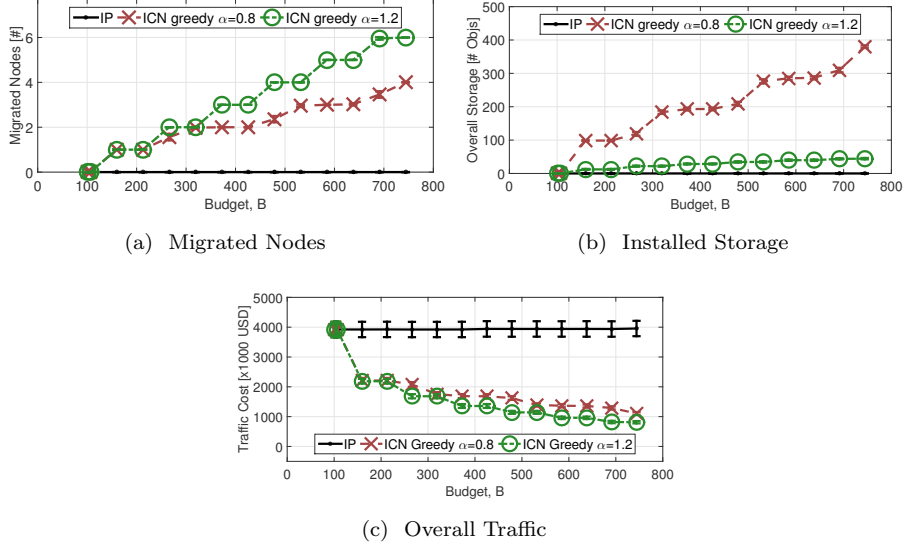 IP ICN greedy α=0.8 ICN greedy α=1.2
Migrated Nodes [#]
6
4
2
0
0 100 200 300 400 500 600 700 800
Budget, B
(a) Migrated Nodes
IP ICN greedy α=0.8 ICN greedy α=1.2
Overall Storage [# Objs]
500
400
300
200
100
0
0 100 200 300 400 500 600 700 800
Budget, B
(b) Installed Storage
Traffic Cost [x1000 USD]
5000
4000
3000
2000
1000
0
IP ICN Greedy α=0.8 ICN Greedy α=1.2
0 100 200 300 400 500 600 700 800
Budget, B
(c) Overall Traffic